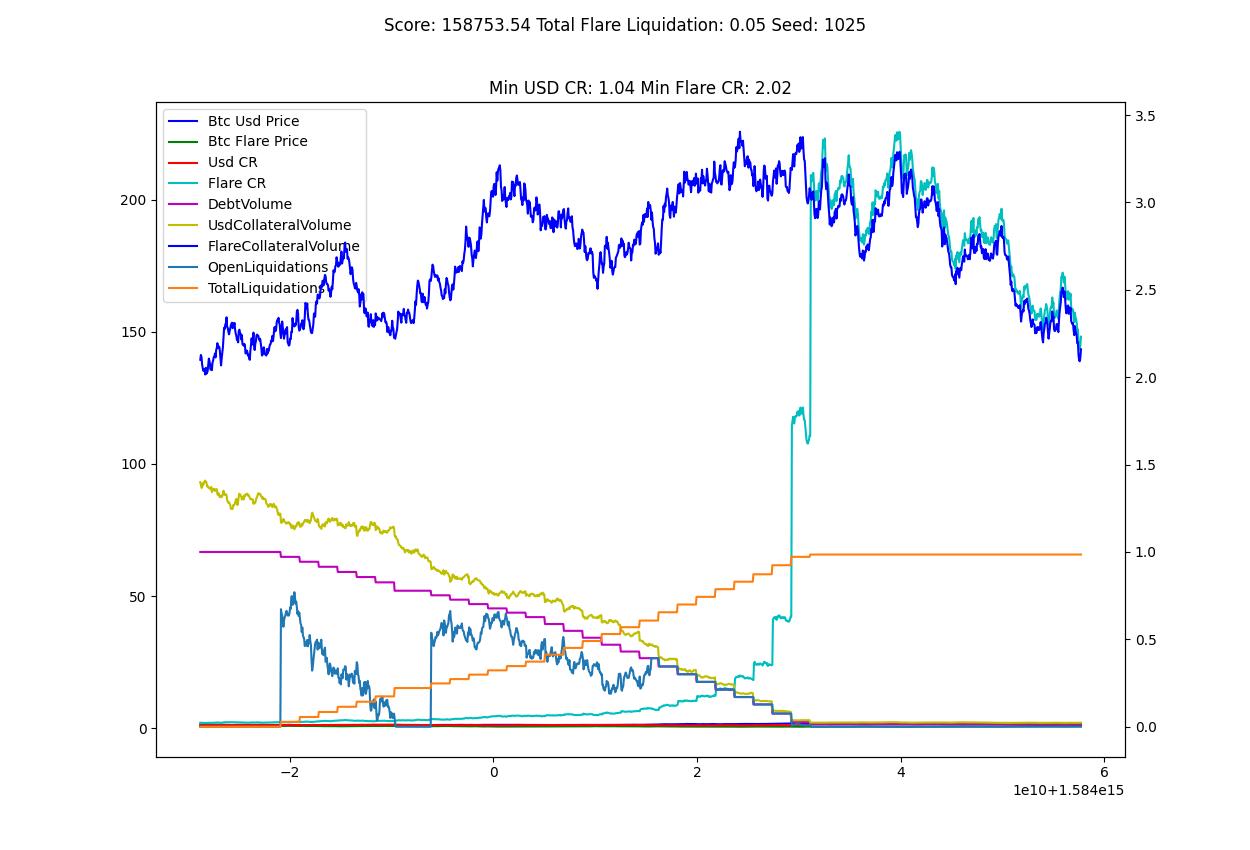 Score: 158753.54 Total Flare Liquidation: 0.05 Seed: 1025
Min USD CR: 1.04 Min Flare CR: 2.02
Btc Usd Price
Btc Flare Price
Usd CR
Flare CR
DebtVolume
UsdCollateralVolume
FlareCollateralVolume
OpenLiquidations
TotalLiquidations
200
150
100
50
0
3.5
3.0
2.5
2.0
1.5
1.0
0.5
0.0
−2 0 2 4 6
1e10+1.584e15